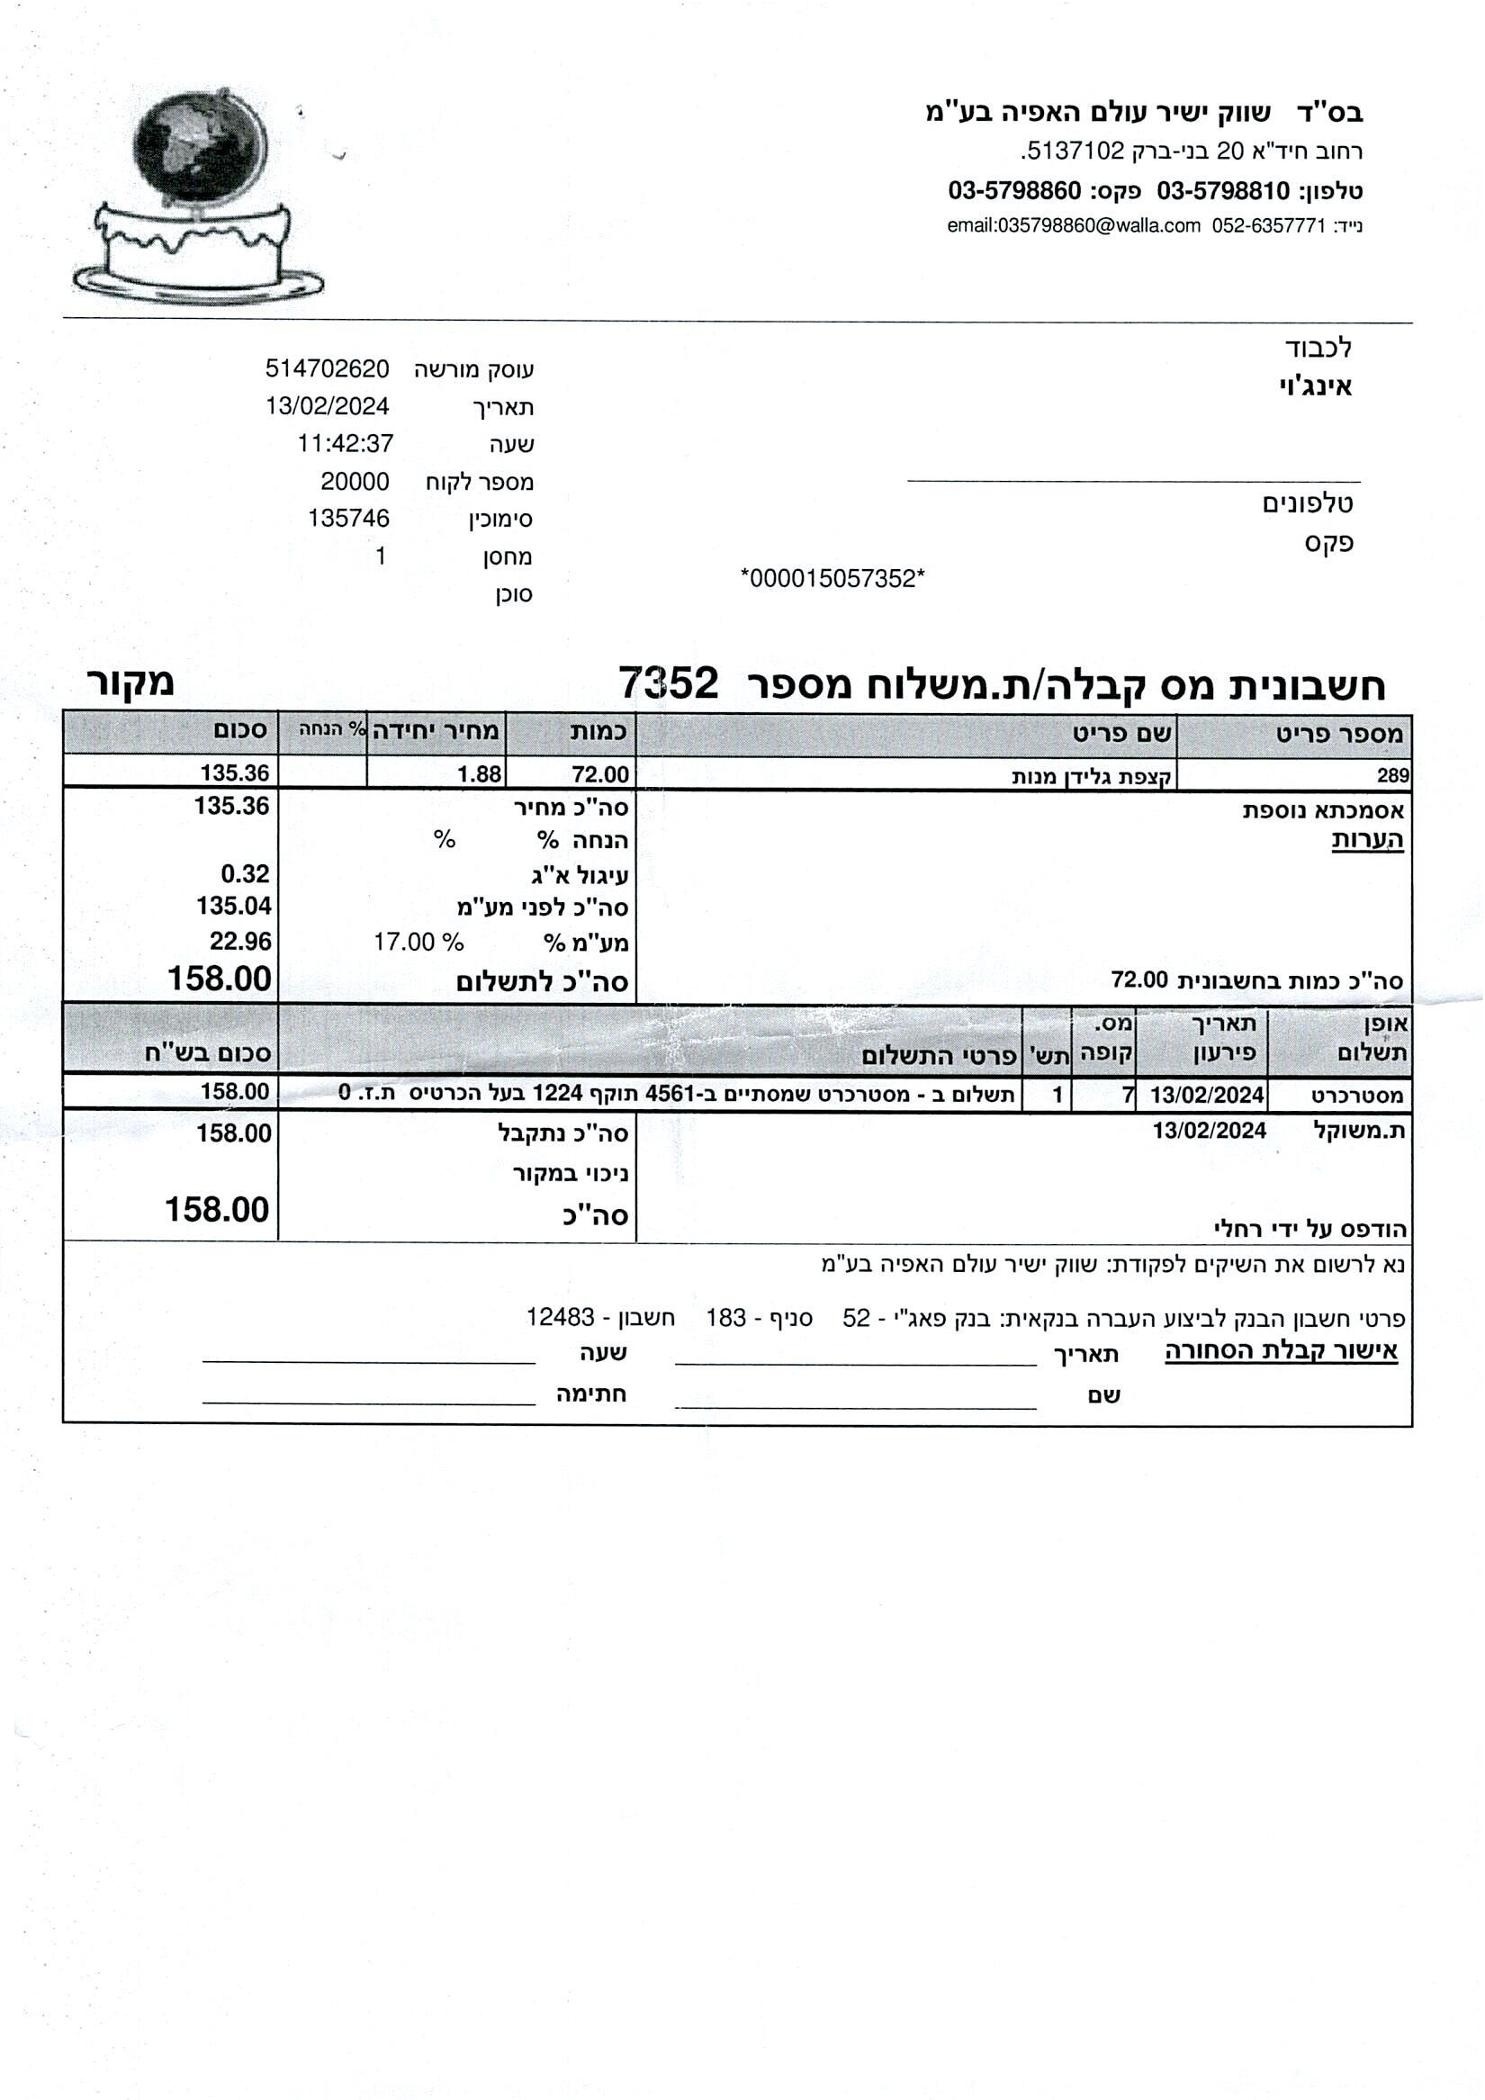 בס"ד שווק ישיר עולם האפיה בע"מ
רחוב חיד"א 20 בני-ברק 5137102.
טלפון: 03-5798810 פקס: 03-5798860
נייד: 052-6357771 email:035798860@walla.com
לכבוד
אינג'וי
טלפונים
פקס
עוסק מורשה 514702620
תאריך 13/02/2024
שעה 11:42:37
מספר לקוח 20000
סימוכין 135746
מחסן 1
סוכן
*000015057352*
חשבונית מס קבלה/ת.משלוח מספר 7352 מקור
מספר פריט שם פריט כמות מחיר יחידה % הנחה סכום
289 קצפת גלידן מנות 72.00 1.88 135.36
אסמכתא נוספת סה"כ מחיר 135.36
הערות הנחה % %
עיגול א"ג 0.32
סה"כ לפני מע"מ 135.04
מע"מ % 17.00 % 22.96
סה"כ כמות בחשבונית 72.00 סה"כ לתשלום 158.00
אופן תשלום תאריך פירעון מס. קופה תש' פרטי התשלום סכום בש"ח
מסטרכרט 13/02/2024 7 1 תשלום ב - מסטרכרט שמסתיים ב-4561 תוקף 1224 בעל הכרטיס ת.ז. 0 158.00
ת.משוקל 13/02/2024 סה"כ נתקבל 158.00
ניכוי במקור
הודפס על ידי רחלי סה"כ 158.00
נא לרשום את השיקים לפקודת: שווק ישיר עולם האפיה בע"מ
פרטי חשבון הבנק לביצוע העברה בנקאית: בנק פאג"י - 52 סניף - 183 חשבון - 12483
אישור קבלת הסחורה תאריך שעה
שם חתימה